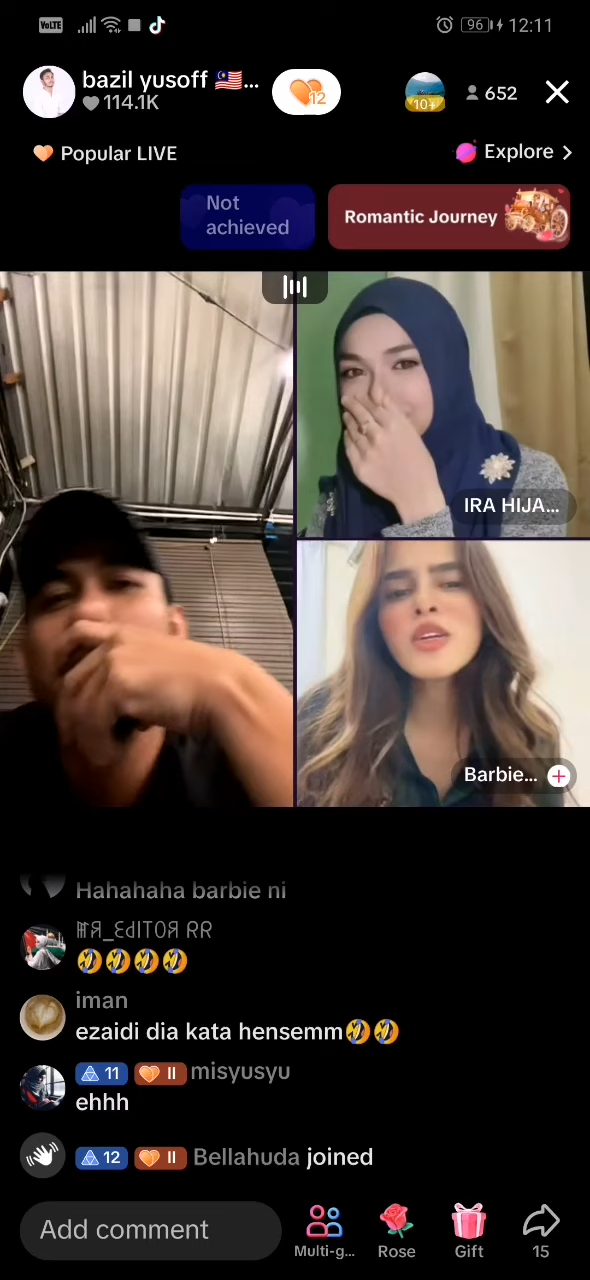 VoLTE
96
12:11
bazil yusoff 🇲🇾...
114.1K
12
10+
652
Popular LIVE
Explore
Not
achieved
Romantic Journey
IRA HIJA...
Barbie...
Hahahaha barbie ni
RR
🤣🤣🤣🤣
iman
ezaidi dia kata hensemm🤣🤣
11 II misyusyu
ehhh
12 II Bellahuda joined
Add comment
Multi-g...
Rose
Gift
15